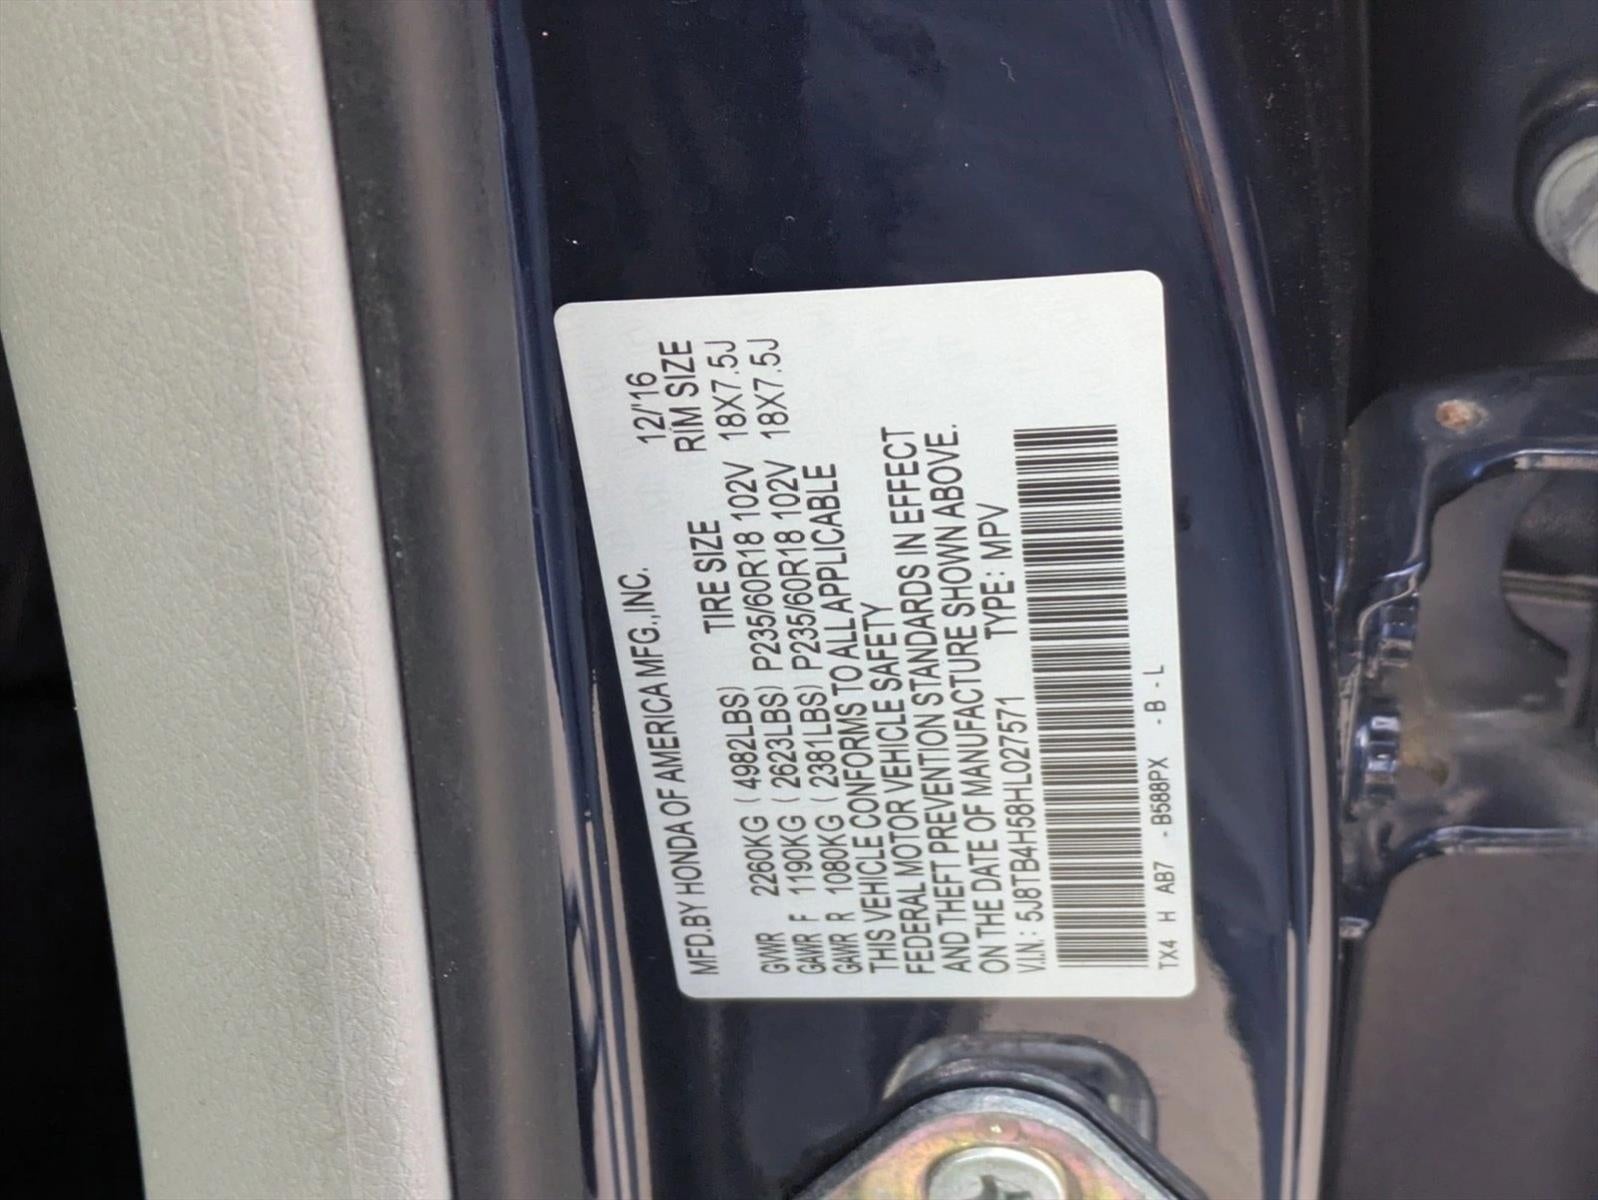 MFD.BY HONDA OF AMERICA MFG.,INC. 12/'16
TIRE SIZE RIM SIZE
GVWR 2260KG ( 4982LBS)
GAWR F 1190KG ( 2623LBS) P235/60R18 102V 18X7.5J
GAWR R 1080KG ( 2381LBS) P235/60R18 102V 18X7.5J
THIS VEHICLE CONFORMS TO ALL APPLICABLE
FEDERAL MOTOR VEHICLE SAFETY
AND THEFT PREVENTION STANDARDS IN EFFECT
ON THE DATE OF MANUFACTURE SHOWN ABOVE.
V.I.N.: 5J8TB4H58HL027571 TYPE: MPV
TX4 H AB7 - B588PX - B - L